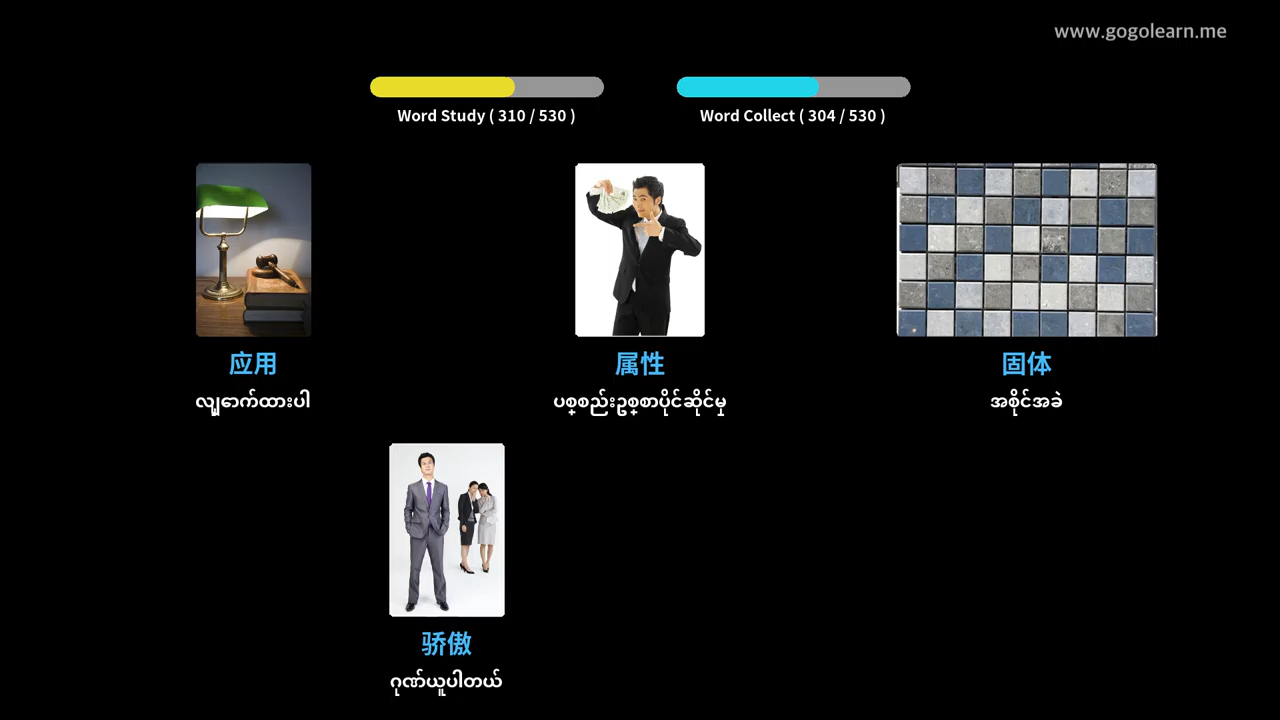 www.gogolearn.me
Word Study ( 310 / 530 )
Word Collect ( 304 / 530 )
应用
属性
固体
လျှောက်ထားပါ
ပစ္စည်းဥစ္စာပိုင်ဆိုင်မှု
အစိုင်အခဲ
骄傲
ဂုဏ်ယူပါတယ်